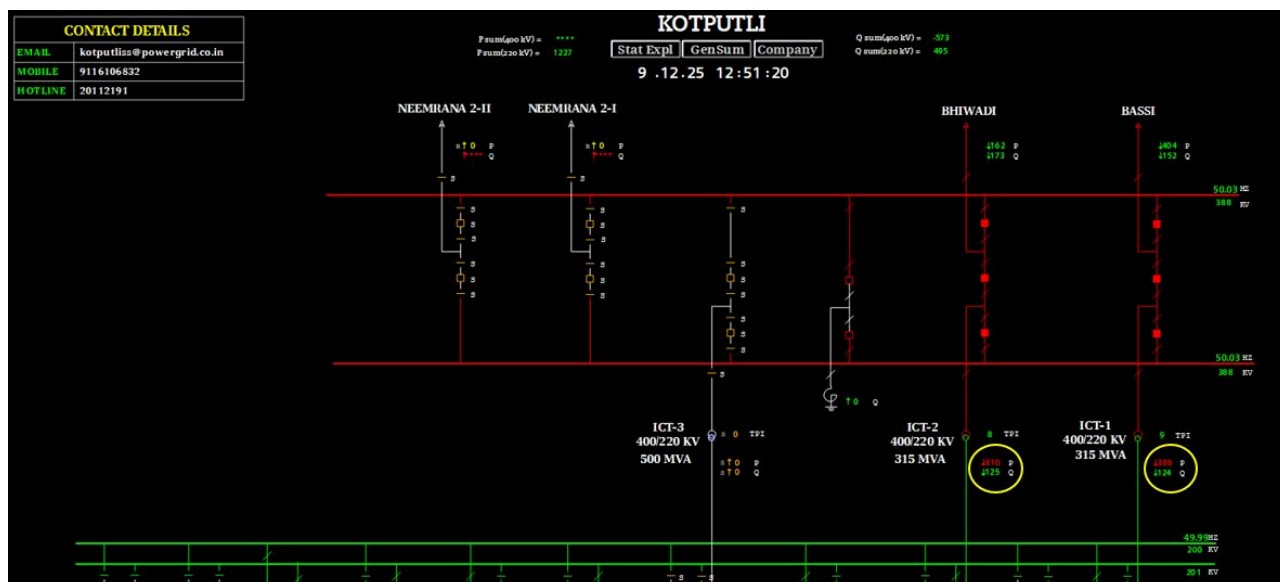 CONTACT DETAILS
EMAIL kotputliss@powergrid.co.in
MOBILE 9116106832
HOTLINE 20112191
KOTPUTLI
P sum(400 kV) = ****
P sum(220 kV) = 1227
Stat Expl GenSum Company
Q sum(400 kV) = -573
Q sum(220 kV) = 495
9 .12.25 12:51:20
NEEMRANA 2-II NEEMRANA 2-I BHIWADI BASSI
s↑0 P s↑0 P ↓162 P ↓404 P
↑**** Q ↑**** Q ↓173 Q ↓152 Q
s s
50.03 HZ
388 KV
s s s
s s
s s
s s s
s s s
s s s
s
s
s
50.03 HZ
388 KV
s
↑0 Q
ICT-3 ICT-2 ICT-1
400/220 KV s 0 TPI 400/220 KV 8 TPI 400/220 KV 9 TPI
500 MVA 315 MVA 315 MVA
s↑0 P ↓310 P P
s↑0 Q ↓125 Q ↓124 Q
49.99HZ
200 KV
201 KV
s s